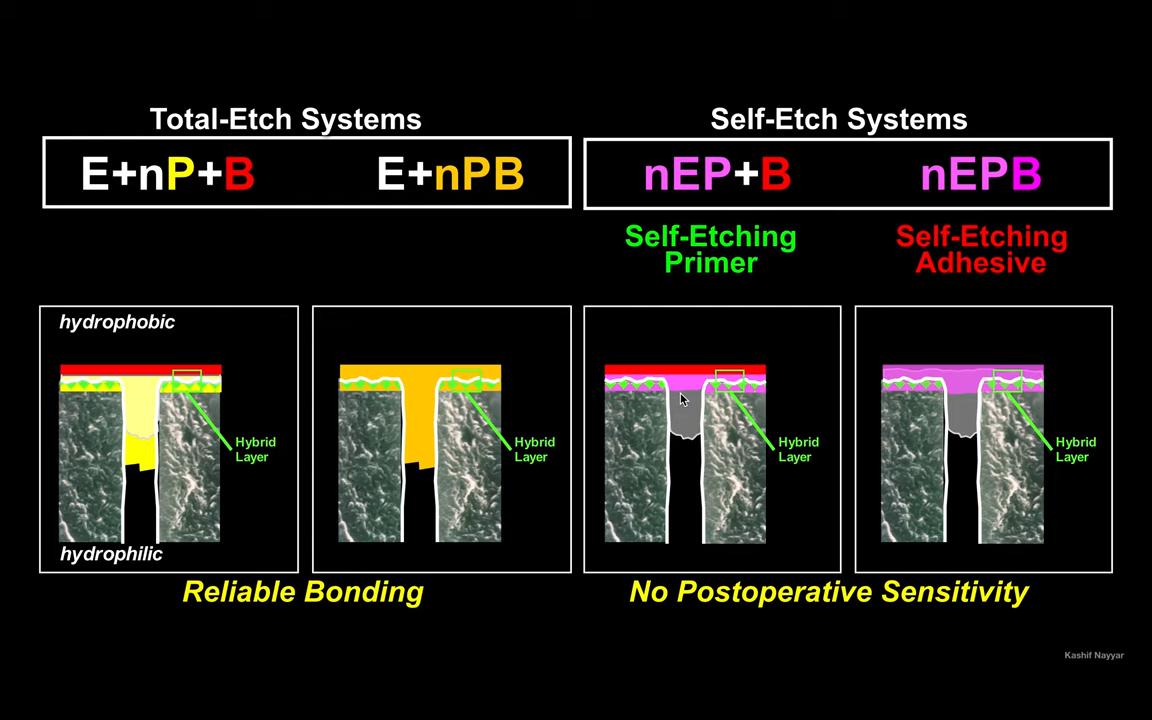 Total-Etch Systems
Self-Etch Systems
E+nP+B
E+nPB
nEP+B
nEPB
Self-Etching
Primer
Self-Etching
Adhesive
hydrophobic
Hybrid
Layer
hydrophilic
Hybrid
Layer
Hybrid
Layer
Hybrid
Layer
Reliable Bonding
No Postoperative Sensitivity
Kashif Nayyar